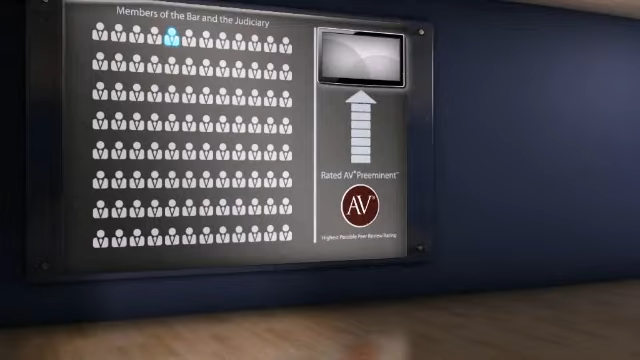 Members of the Bar and the Judiciary
Rated AV®Preeminent™
AV®
Highest Possible Peer Review Rating